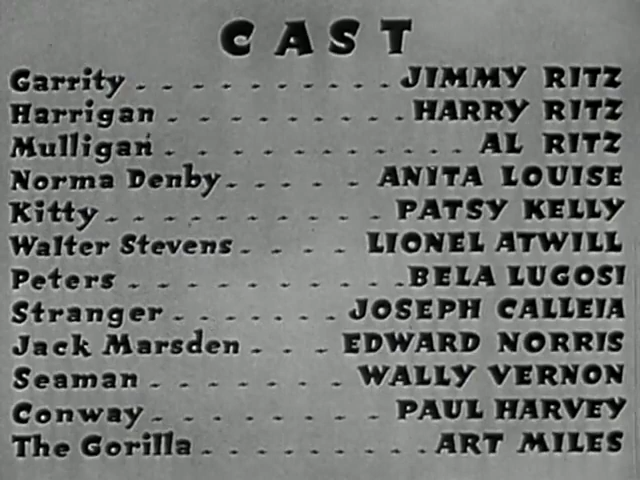 CAST
Garrity - - - - - - - - - - JIMMY RITZ
Harrigan - - - - - - - - - HARRY RITZ
Mulligan - - - - - - - - - - - AL RITZ
Norma Denby - - - - - ANITA LOUISE
Kitty - - - - - - - - - - - PATSY KELLY
Walter Stevens - - - - LIONEL ATWILL
Peters - - - - - - - - - - BELA LUGOSI
Stranger - - - - - - - JOSEPH CALLEIA
Jack Marsden - - - EDWARD NORRIS
Seaman - - - - - - - WALLY VERNON
Conway - - - - - - - - - PAUL HARVEY
The Gorilla - - - - - - - - - ART MILES